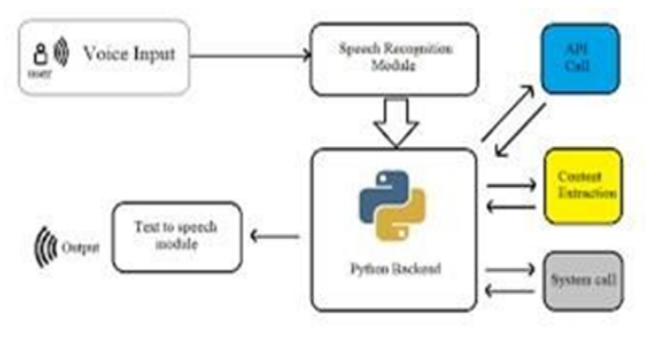 Voice Input
user
Speech Recognition
Module
API
Call
Content
Extraction
System call
Python Backend
Text to speech
module
Output